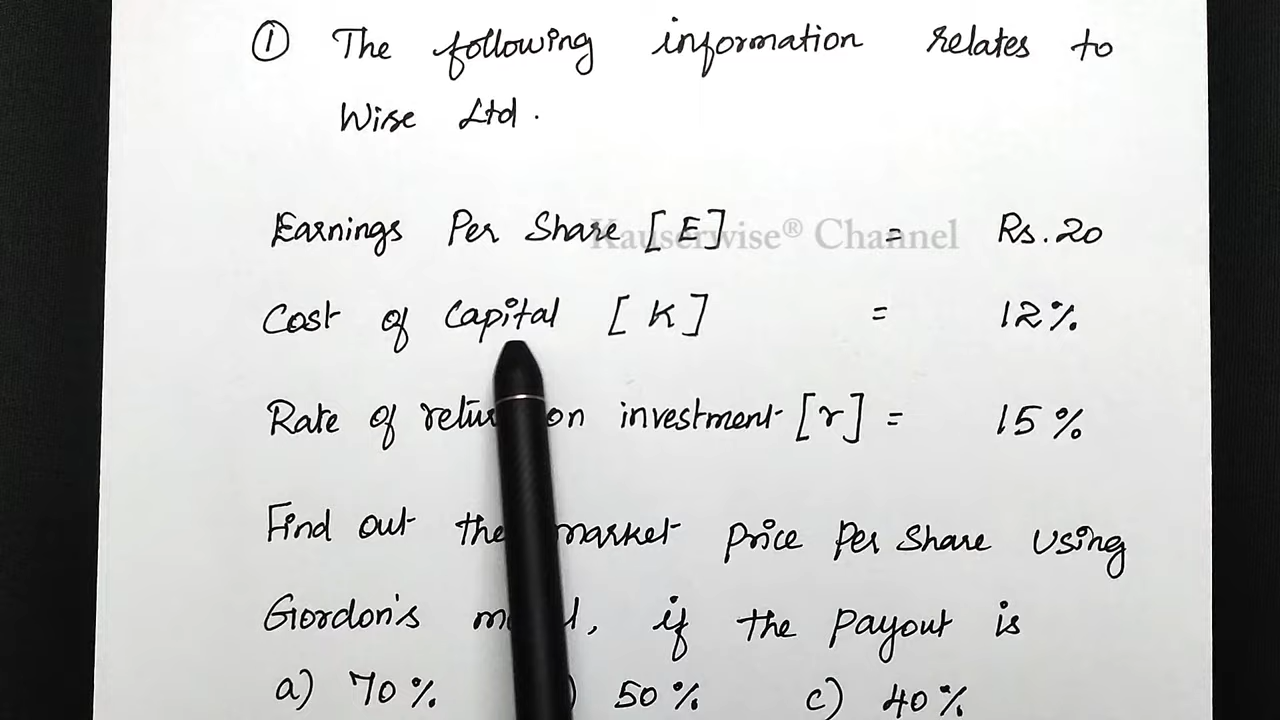 ① The following information relates to
Wise Ltd.
Kauserwise® Channel
Earnings Per Share [E] = Rs.20
Cost of Capital [K] = 12%
Rate of return on investment [r] = 15%
Find out the market price per share using
Gordon's, if the payout is
a) 70% 50% c) 40%